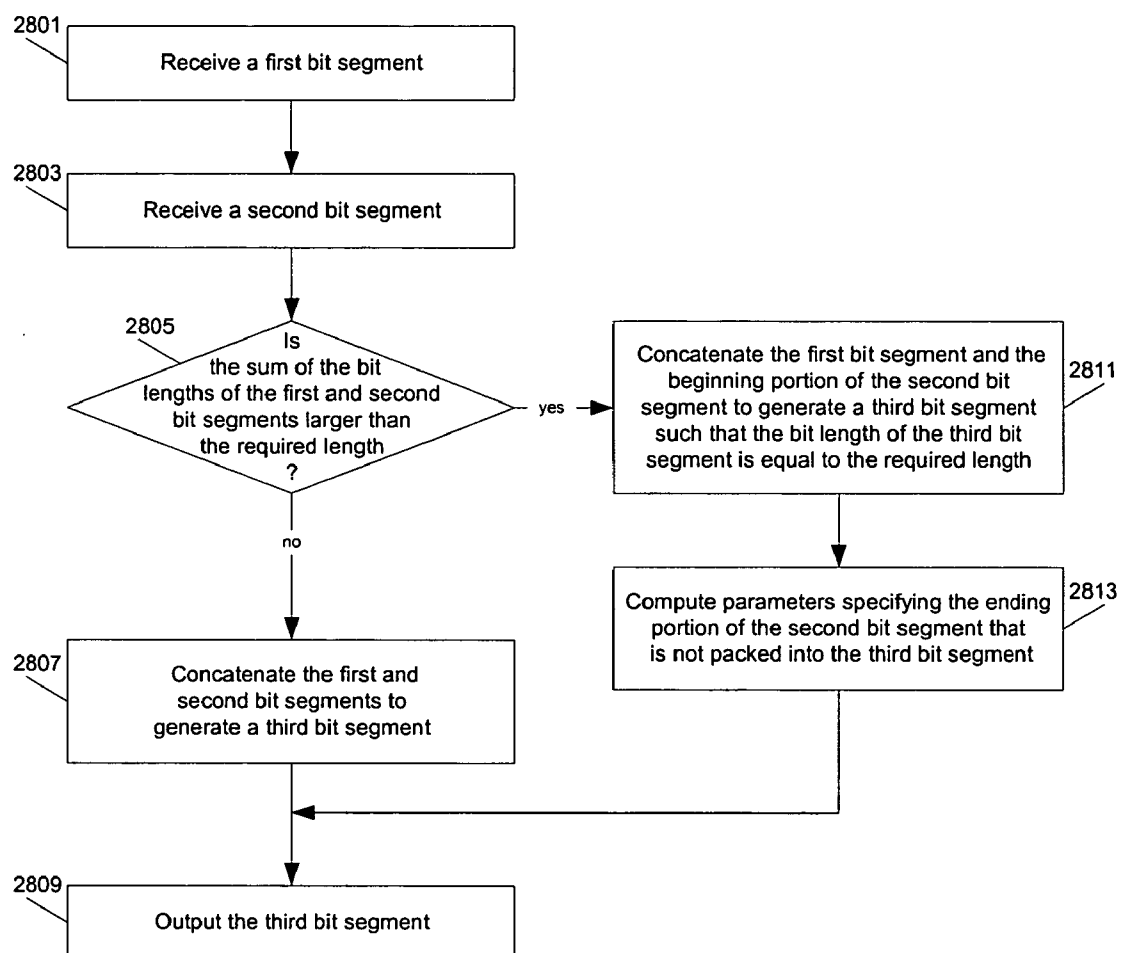 2801
Receive a first bit segment
2803
Receive a second bit segment
2805
Is
the sum of the bit
lengths of the first and second
bit segments larger than
the required length
?
yes
no
Concatenate the first bit segment and the
beginning portion of the second bit
segment to generate a third bit segment
such that the bit length of the third bit
segment is equal to the required length
2811
Compute parameters specifying the ending
portion of the second bit segment that
is not packed into the third bit segment
2813
2807
Concatenate the first and
second bit segments to
generate a third bit segment
2809
Output the third bit segment